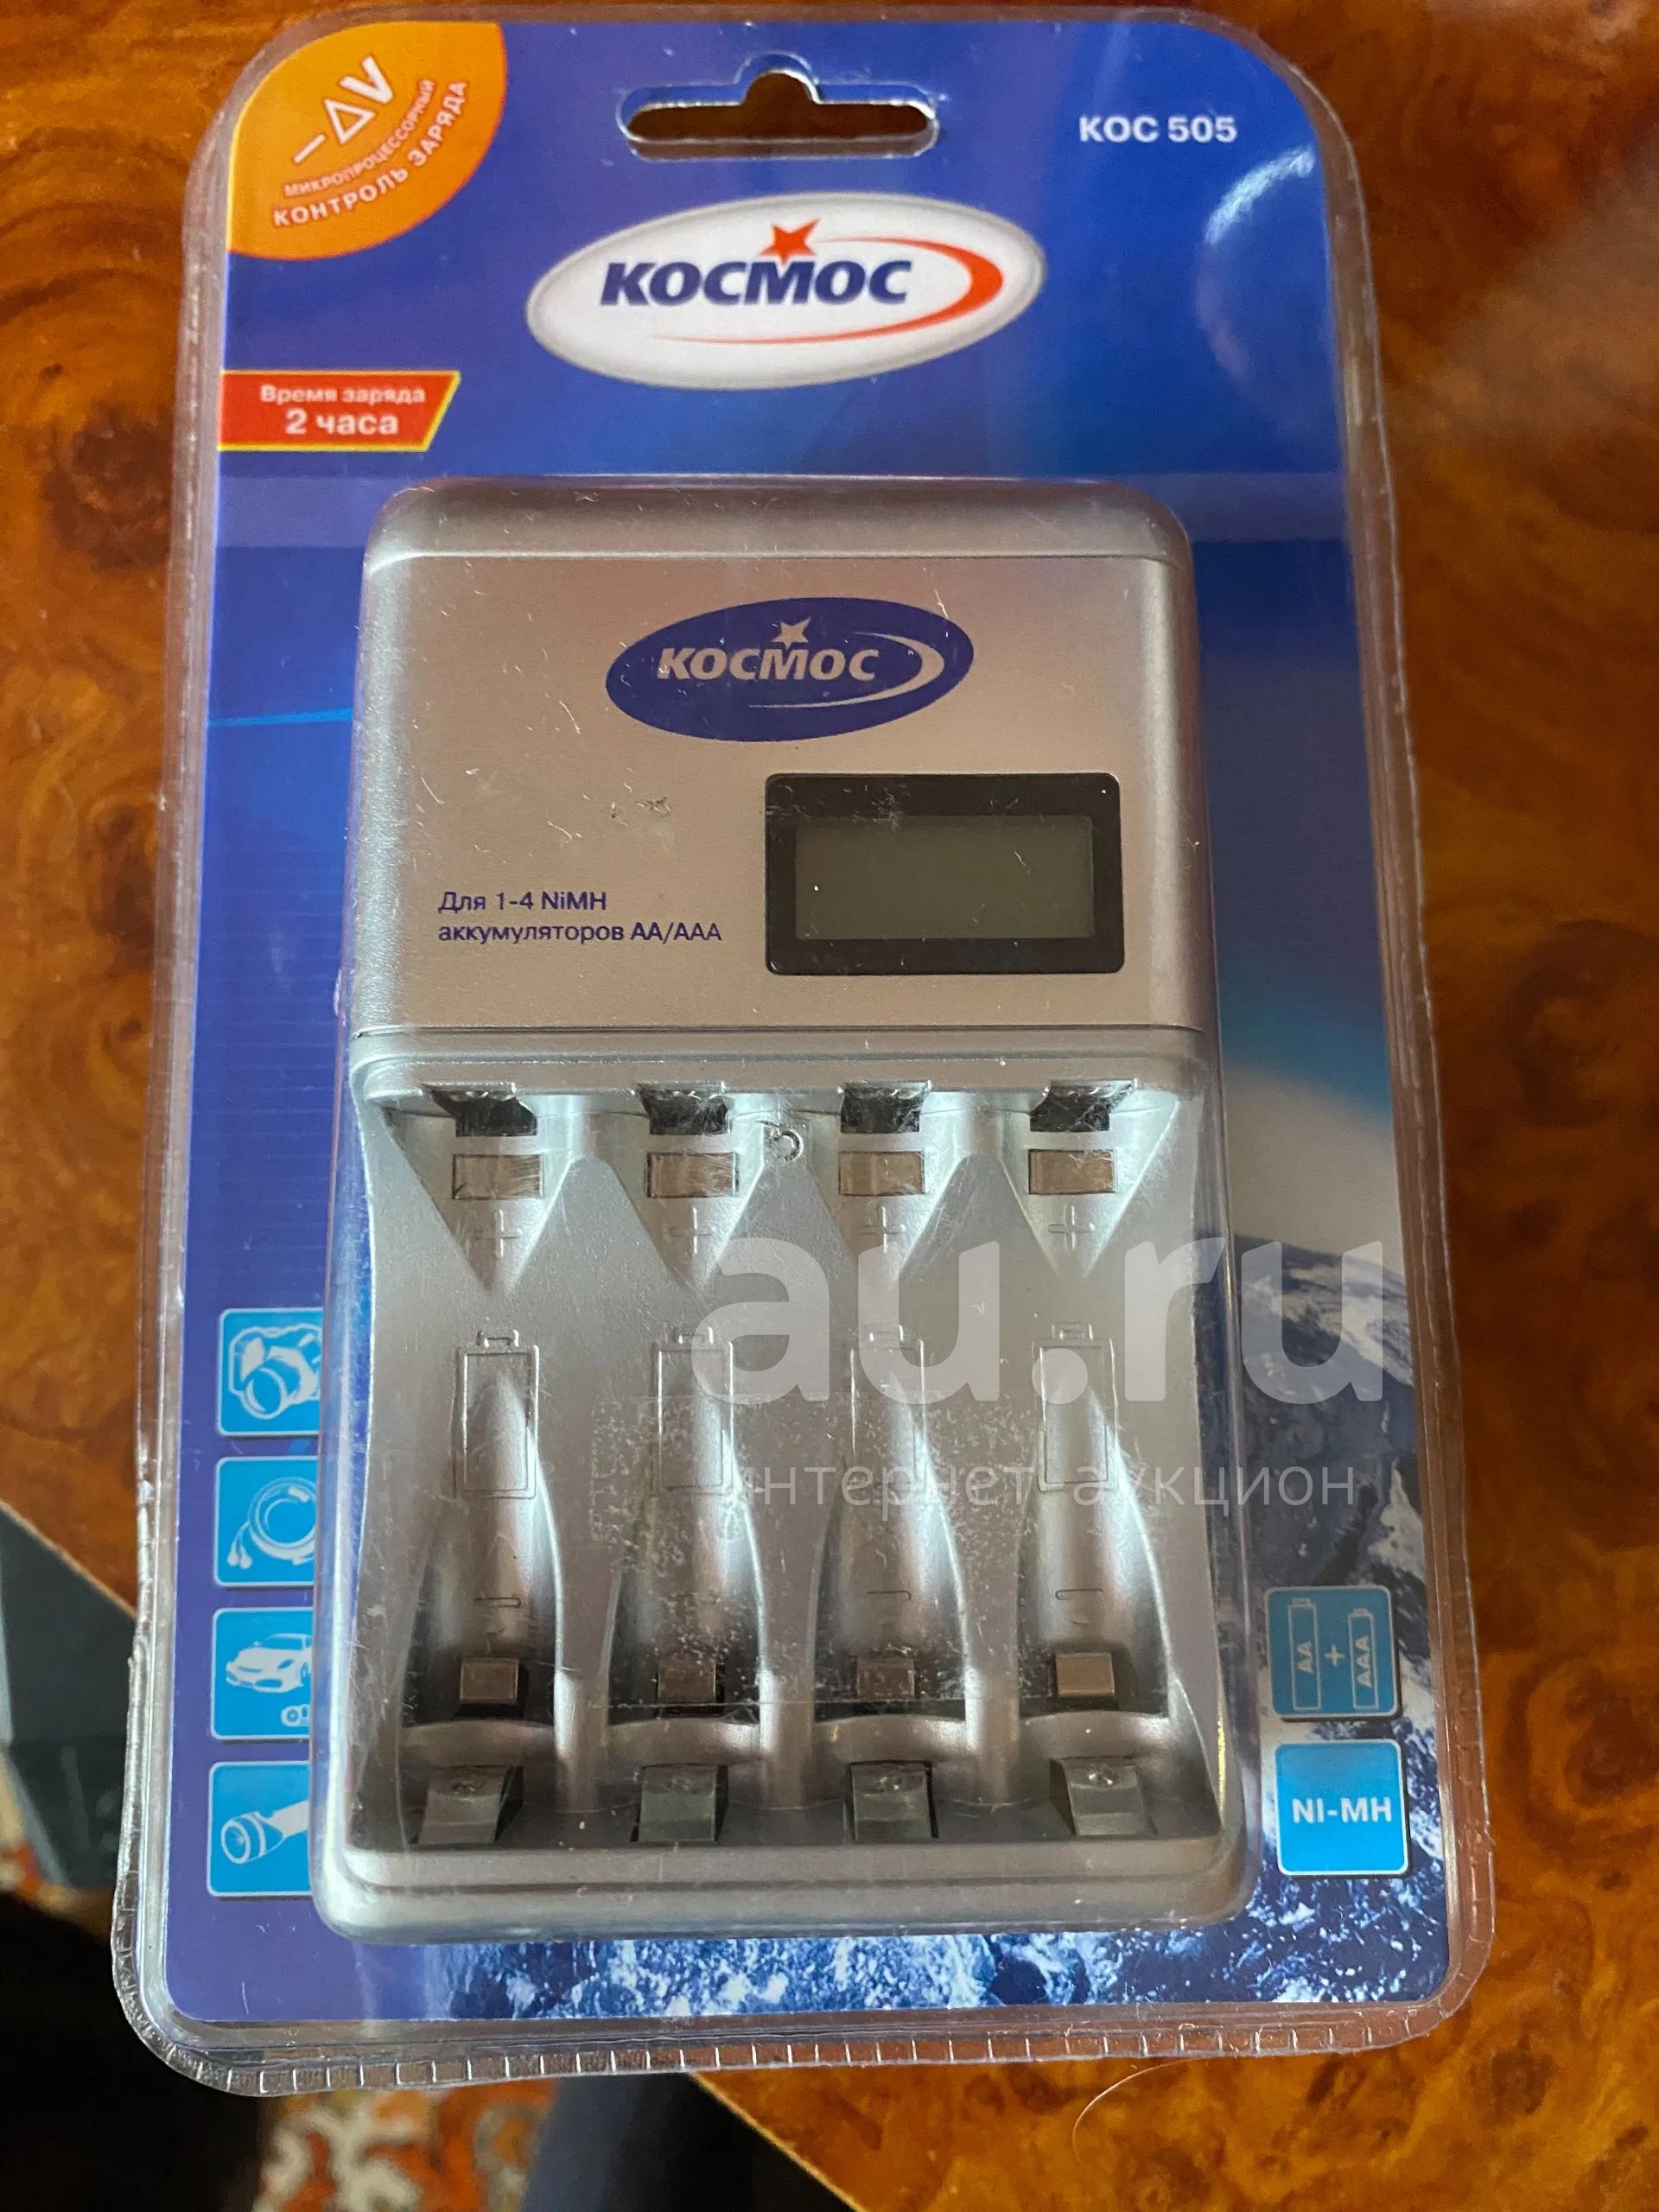 −ΔV
МИКРОПРОЦЕССОРНЫЙ
КОНТРОЛЬ ЗАРЯДА
КОС 505
КОСМОС
Время заряда
2 часа
КОСМОС
Для 1-4 NiMH
аккумуляторов AA/AAA
+ + + +
au.ru
интернет аукцион
AA + AAA
NI-MH